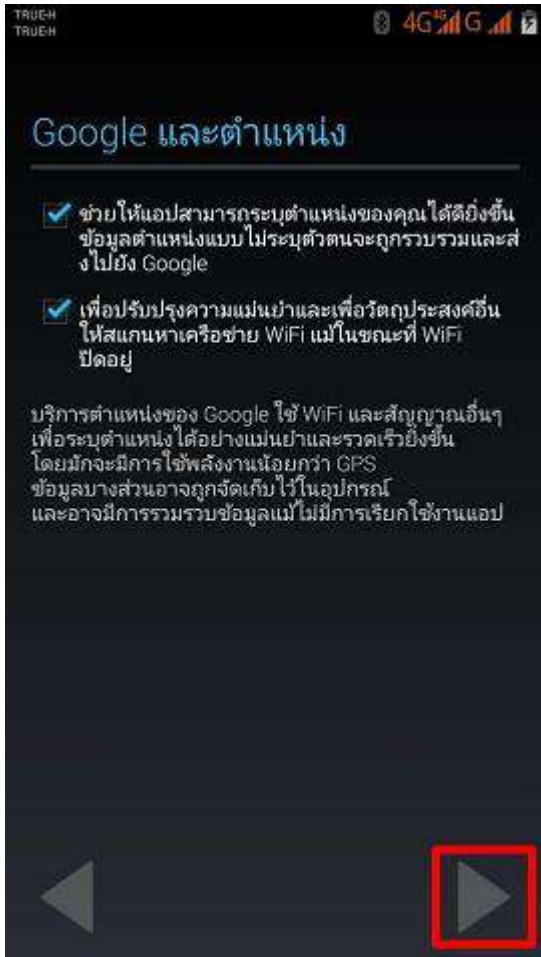 TRUE-H
TRUE-H
4G 4G G
Google และตำแหน่ง
ช่วยให้แอปสามารถระบุตำแหน่งของคุณได้ดียิ่งขึ้น
ข้อมูลตำแหน่งแบบไม่ระบุตัวตนจะถูกรวบรวมและส่
งไปยัง Google
เพื่อปรับปรุงความแม่นยำและเพื่อวัตถุประสงค์อื่น
ให้สแกนหาเครือข่าย WiFi แม้ในขณะที่ WiFi
ปิดอยู่
บริการตำแหน่งของ Google ใช้ WiFi และสัญญาณอื่นๆ
เพื่อระบุตำแหน่งได้อย่างแม่นยำและรวดเร็วยิ่งขึ้น
โดยมักจะมีการใช้พลังงานน้อยกว่า GPS
ข้อมูลบางส่วนอาจถูกจัดเก็บไว้ในอุปกรณ์
และอาจมีการรวมรวบข้อมูลแม้ไม่มีการเรียกใช้งานแอป